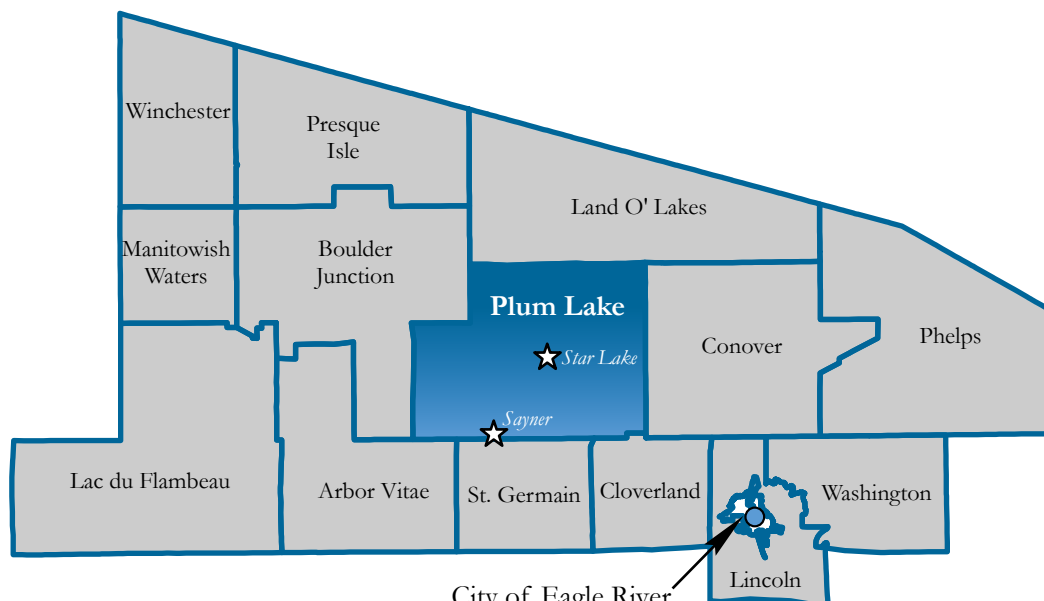 Winchester
Presque
Isle
Land O' Lakes
Manitowish
Waters
Boulder
Junction
Plum Lake
Star Lake
Conover
Phelps
Sayner
Lac du Flambeau
Arbor Vitae
St. Germain
Cloverland
Washington
Lincoln
City of Eagle River